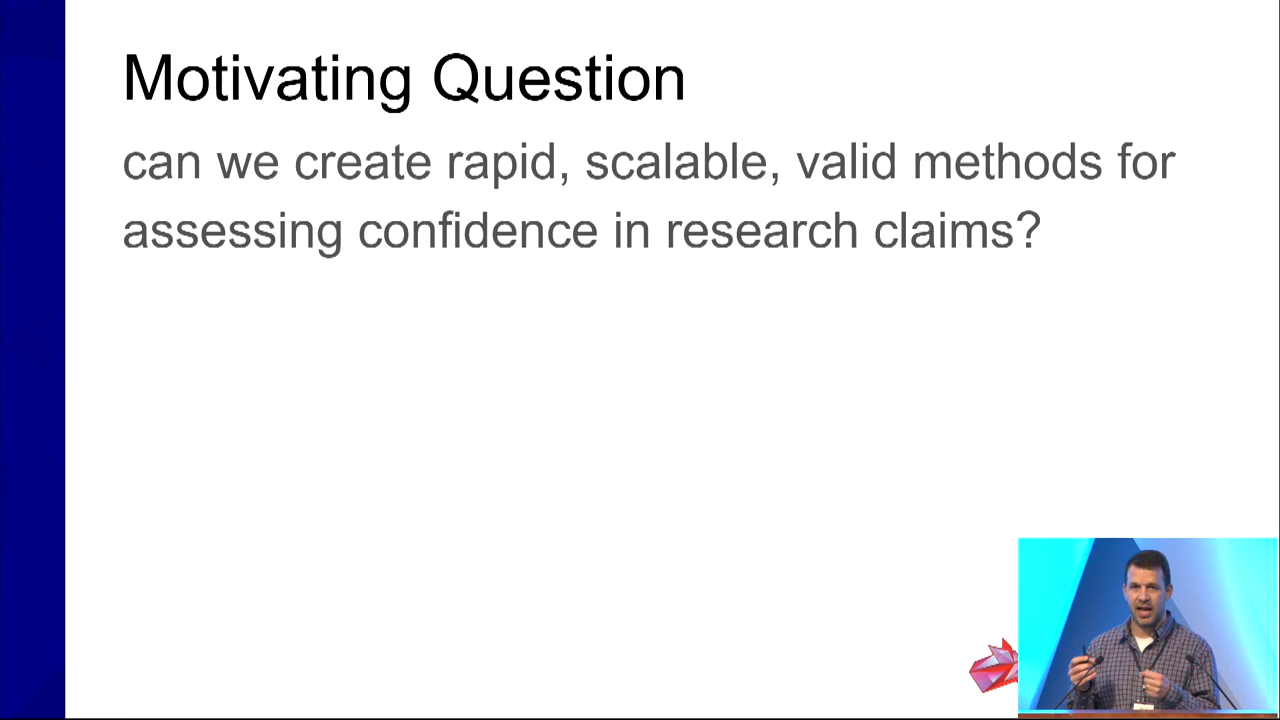 Motivating Question
can we create rapid, scalable, valid methods for
assessing confidence in research claims?